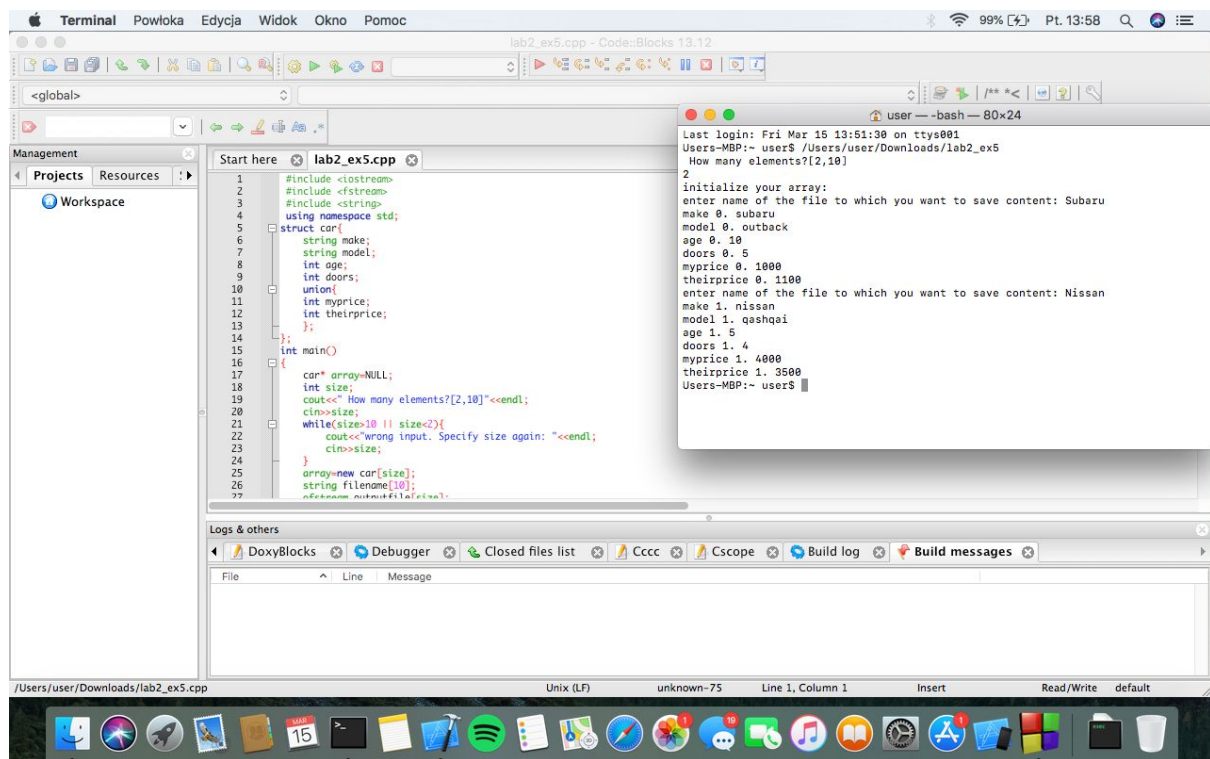 Terminal Powłoka Edycja Widok Okno Pomoc 99% Pt. 13:58
lab2_ex5.cpp - Code::Blocks 13.12
<global>
/** *<
.*
Management
Projects Resources
Workspace
Start here lab2_ex5.cpp
1 #include <iostream>
2 #include <fstream>
3 #include <string>
4 using namespace std;
5 struct car{
6 string make;
7 string model;
8 int age;
9 int doors;
10 union{
11 int myprice;
12 int theirprice;
13 };
14 };
15 int main()
16 {
17 car* array=NULL;
18 int size;
19 cout<<" How many elements?[2,10]"<<endl;
20 cin>>size;
21 while(size>10 || size<2){
22 cout<<"wrong input. Specify size again: "<<endl;
23 cin>>size;
24 }
25 array=new car[size];
26 string filename[10];
27 ofstream outputfile[size];
user — -bash — 80×24
Last login: Fri Mar 15 13:51:30 on ttys001
Users-MBP:~ user$ /Users/user/Downloads/lab2_ex5
How many elements?[2,10]
2
initialize your array:
enter name of the file to which you want to save content: Subaru
make 0. subaru
model 0. outback
age 0. 10
doors 0. 5
myprice 0. 1000
theirprice 0. 1100
enter name of the file to which you want to save content: Nissan
make 1. nissan
model 1. qashqai
age 1. 5
doors 1. 4
myprice 1. 4000
theirprice 1. 3500
Users-MBP:~ user$
Logs & others
DoxyBlocks Debugger Closed files list Cccc Cscope Build log Build messages
File Line Message
/Users/user/Downloads/lab2_ex5.cpp Unix (LF) unknown-75 Line 1, Column 1 Insert Read/Write default
MAR
15
1
19
1